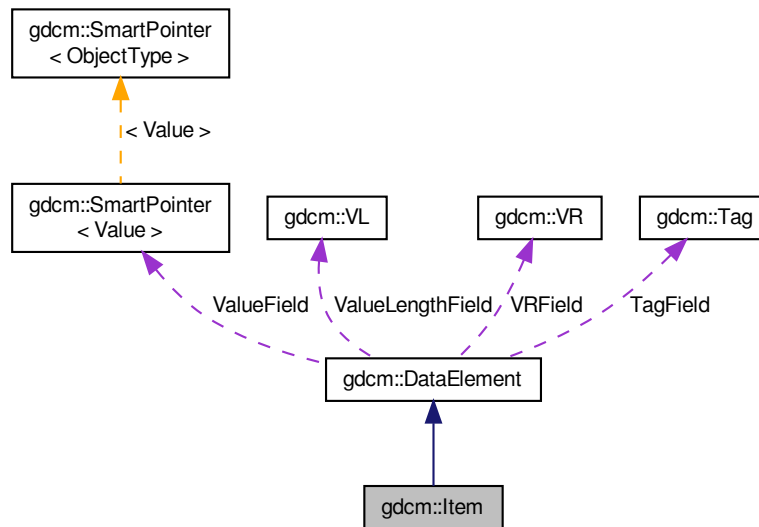 gdcm::SmartPointer
< ObjectType >
< Value >
gdcm::SmartPointer
< Value >
gdcm::VL
gdcm::VR
gdcm::Tag
ValueField
ValueLengthField
VRField
TagField
gdcm::DataElement
gdcm::Item